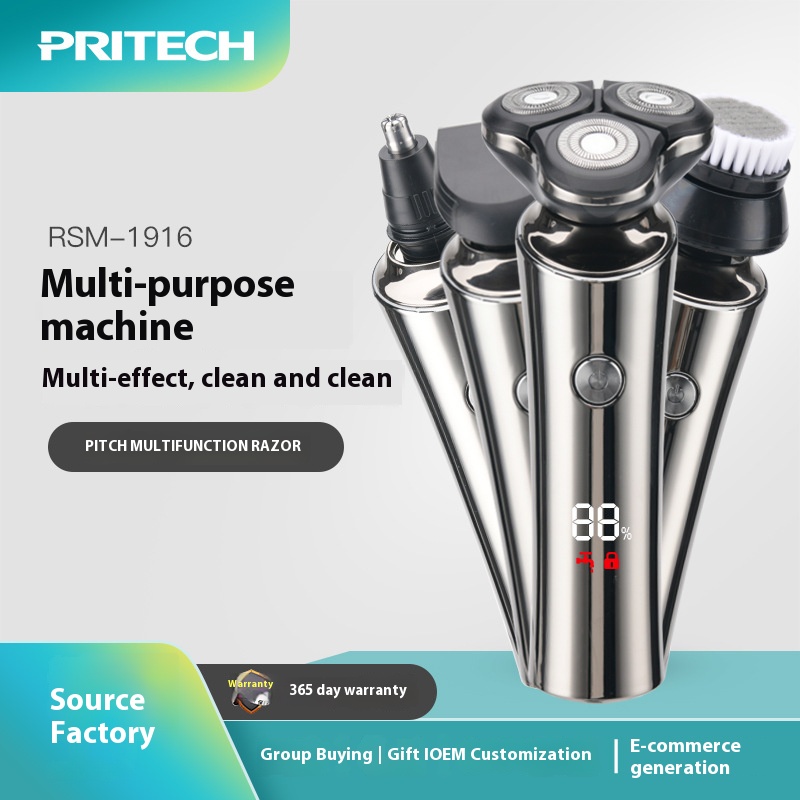 PRITECH
RSM-1916
Multi-purpose
machine
Multi-effect, clean and clean
PITCH MULTIFUNCTION RAZOR
88%
Source
Factory
Warranty
365 day warranty
Group Buying | Gift IOEM Customization
E-commerce
generation